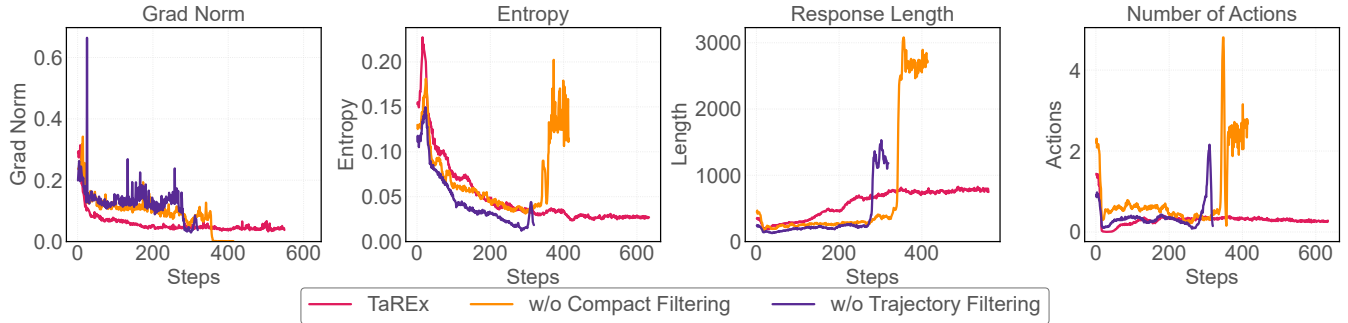 Grad Norm
Entropy
Response Length
Number of Actions
Grad Norm
0.6
0.4
0.2
0.0
0
200
400
600
Steps
Entropy
0.20
0.15
0.10
0.05
0.00
0
200
400
600
Steps
Length
3000
2000
1000
0
0
200
400
Steps
Actions
4
2
0
0
200
400
600
Steps
TaREx
w/o Compact Filtering
w/o Trajectory Filtering